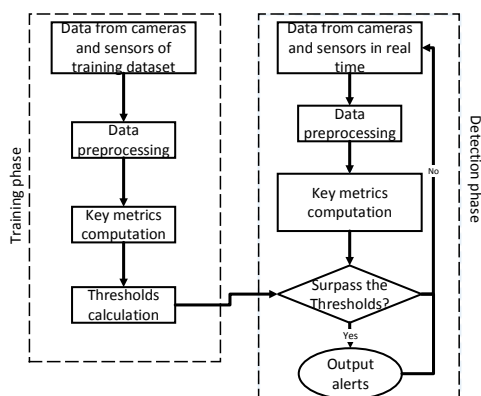 Training phase
Data from cameras
and sensors of
training dataset
Data
preprocessing
Key metrics
computation
Thresholds
calculation
Data from cameras
and sensors in real
time
Data
preprocessing
Key metrics
computation
Surpass the
Thresholds?
No
Yes
Output
alerts
Detection phase